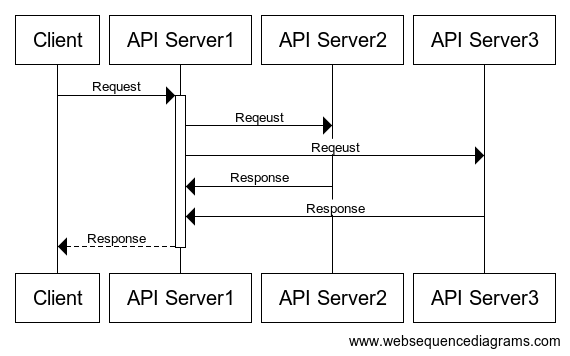 Client API Server1 API Server2 API Server3
Request
Reqeust
Reqeust
Response
Response
Response
Client API Server1 API Server2 API Server3
www.websequencediagrams.com